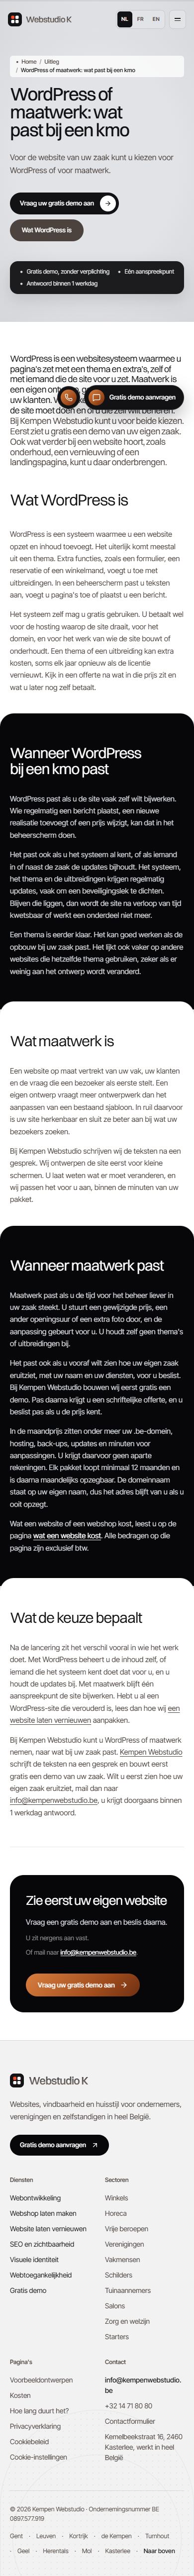 Webstudio K
NL FR EN
• Home / Uitleg
/ WordPress of maatwerk: wat past bij een kmo
WordPress of
maatwerk: wat
past bij een kmo
Voor de website van uw zaak kunt u kiezen voor
WordPress of voor maatwerk.
Vraag uw gratis demo aan
Wat WordPress is
• Gratis demo, zonder verplichting • Eén aanspreekpunt
• Antwoord binnen 1 werkdag
WordPress is een websitesysteem waarmee u
pagina's zet en onderhoudt op een thema, zelf of
met iemand die de site voor u zet. Maatwerk is
een eigen ontwerp,
uw klanten.
de site moet doen en of u die zelf wilt bijwerken.
Bij Kempen Webstudio kunt u voor beide kiezen.
Eerst zet u een gratis demo van uw eigen zaak.
Ook wat verder bij een website hoort, zoals
onderhoud, een vernieuwing of een
landingspagina, kunt u daar onderbrengen.
Gratis demo aanvragen
Wat WordPress is
WordPress is een systeem waarmee u een website
opzet en inhoud toevoegt. Het uiterlijk komt meestal
uit een thema. Extra functies, zoals een formulier, een
reservatie of een winkelmand, voegt u toe met
uitbreidingen. In een beheerscherm past u teksten
aan, voegt u pagina's toe of plaatst u een bericht.
Het systeem zelf mag u gratis gebruiken. U betaalt wel
voor de hosting waarop de site draait, voor het
domein, en voor het werk van wie de site bouwt of
onderhoudt. Een thema of een uitbreiding kan extra
kosten, soms elk jaar opnieuw als de licentie
vernieuwt. Kijk in een offerte na wat in die prijs zit en
wat u later nog zelf betaalt.
Wanneer WordPress
bij een kmo past
WordPress past als u de site vaak zelf wilt bijwerken.
Wie regelmatig een bericht plaatst, een nieuwe
realisatie toevoegt of een prijs wijzigt, kan dat in het
beheerscherm doen.
Het past ook als u het systeem al kent, of als iemand
in of naast de zaak de updates bijhoudt. Het systeem,
het thema en de uitbreidingen krijgen regelmatig
updates, vaak om een beveiligingslek te dichten.
Blijven die liggen, dan wordt de site na verloop van tijd
kwetsbaar of werkt een onderdeel niet meer.
Een thema is eerder klaar. Het kan goed werken als de
opbouw bij uw zaak past. Het lijkt ook vaker op andere
websites die hetzelfde thema gebruiken, zeker als er
weinig aan het ontwerp wordt veranderd.
Wat maatwerk is
Een website op maat vertrekt van uw vak, uw klanten
en de vraag die een bezoeker als eerste stelt. Een
eigen ontwerp vraagt meer ontwerpwerk dan het
aanpassen van een bestaand sjabloon. In ruil daarvoor
is uw site herkenbaar en sluit ze beter aan bij wat uw
bezoekers zoeken.
Bij Kempen Webstudio schrijven wij de teksten na een
gesprek. Wij ontwerpen de site eerst voor kleine
schermen. U laat weten wat er moet veranderen, en
wij passen het voor u aan, binnen de minuten van uw
pakket.
Wanneer maatwerk past
Maatwerk past als u de tijd voor het beheer liever in
uw zaak steekt. U stuurt een gewijzigde prijs, een
ander openingsuur of een extra foto door, en de
aanpassing gebeurt voor u. U houdt zelf geen thema's
of uitbreidingen bij.
Het past ook als u vooraf wilt zien hoe uw eigen zaak
eruitziet, met uw naam en uw diensten, voor u beslist.
Bij Kempen Webstudio bouwen wij eerst gratis een
demo. Pas daarna krijgt u een schriftelijke offerte, en u
beslist pas als u de prijs kent.
In de maandprijs zitten onder meer uw .be-domein,
hosting, back-ups, updates en minuten voor
aanpassingen. U krijgt daarvoor geen aparte
rekeningen. Elk pakket loopt minimaal 12 maanden en
is daarna maandelijks opzegbaar. De domeinnaam
staat op uw eigen naam, dus het adres blijft van u als u
ooit opzegt.
Wat een website of een webshop kost, leest u op de
pagina wat een website kost. Alle bedragen op die
pagina zijn exclusief btw.
Wat de keuze bepaalt
Na de lancering zit het verschil vooral in wie het werk
doet. Met WordPress beheert u de inhoud zelf, of
iemand die het systeem kent doet dat voor u, en u
houdt de updates bij. Met maatwerk blijft één
aanspreekpunt de site bijwerken. Hebt u al een
WordPress-site die verouderd is, lees dan hoe wij een
website laten vernieuwen aanpakken.
Bij Kempen Webstudio kunt u WordPress of maatwerk
nemen, naar wat bij uw zaak past. Kempen Webstudio
schrijft de teksten na een gesprek en bouwt eerst
gratis een demo van uw zaak. Wilt u eerst zien hoe uw
eigen zaak eruitziet, mail dan naar
info@kempenwebstudio.be, u krijgt doorgaans binnen
1 werkdag antwoord.
Zie eerst uw eigen website
Vraag een gratis demo aan en beslis daarna.
U zit nergens aan vast.
Of mail naar info@kempenwebstudio.be
Vraag uw gratis demo aan
Webstudio K
Websites, vindbaarheid en huisstijl voor ondernemers,
verenigingen en zelfstandigen in heel België.
Gratis demo aanvragen
Diensten
Webontwikkeling
Webshop laten maken
Website laten vernieuwen
SEO en zichtbaarheid
Visuele identiteit
Webtoegankelijkheid
Gratis demo
Sectoren
Winkels
Horeca
Vrije beroepen
Verenigingen
Vakmensen
Schilders
Tuinaannemers
Salons
Zorg en welzijn
Starters
Pagina's
Voorbeeldontwerpen
Kosten
Hoe lang duurt het?
Privacyverklaring
Cookiebeleid
Cookie-instellingen
Contact
info@kempenwebstudio.
be
+32 14 71 80 80
Contactformulier
Kemelbeekstraat 16, 2460
Kasterlee, werkt in heel
België
© 2026 Kempen Webstudio · Ondernemingsnummer BE
0897.577.919
Gent · Leuven · Kortrijk · de Kempen · Turnhout
· Geel · Herentals · Mol · Kasterlee · Naar boven